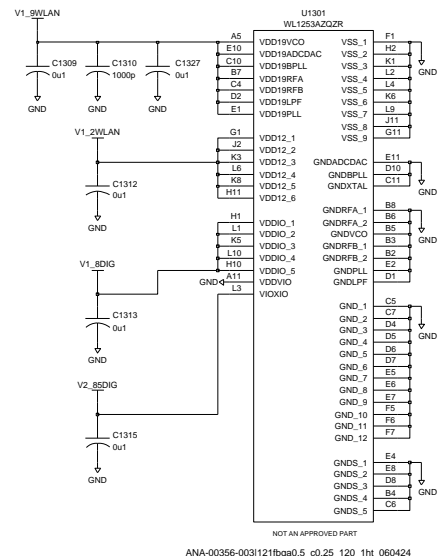 U1301
WL1253AZQZR
V1_9WLAN
C1309
0u1
GND
C1310
1000p
GND
C1327
0u1
GND
A5 VDD19VCO
E10 VDD19ADCDAC
C10 VDD19BPLL
B7 VDD19RFA
C4 VDD19RFB
D2 VDD19LPF
E1 VDD19PLL
V1_2WLAN
C1312
0u1
GND
G1 VDD12_1
J2 VDD12_2
K3 VDD12_3
L6 VDD12_4
K8 VDD12_5
H11 VDD12_6
V1_8DIG
C1313
0u1
GND
H1 VDDIO_1
L1 VDDIO_2
K5 VDDIO_3
L10 VDDIO_4
H10 VDDIO_5
GND A11 VDDVIO
L3 VIOXIO
V2_85DIG
C1315
0u1
GND
VSS_1 F1
VSS_2 H2
VSS_3 K1
VSS_4 L2
VSS_5 L4
VSS_6 K6
VSS_7 L9
VSS_8 J11
VSS_9 G11
GND
GNDADCDAC E11
GNDBPLL D10
GNDXTAL C11
GND
GNDRFA_1 B8
GNDRFA_2 B6
GNDVCO B5
GNDRFB_1 B3
GNDRFB_2 B2
GNDPLL E2
GNDLPF D1
GND
GND_1 C5
GND_2 C7
GND_3 D4
GND_4 D5
GND_5 D6
GND_6 D7
GND_7 E5
GND_8 E6
GND_9 E7
GND_10 F5
GND_11 F6
GND_12 F7
GND
GNDS_1 E4
GNDS_2 E8
GNDS_3 D8
GNDS_4 B4
GNDS_5 C6
GND
NOT AN APPROVED PART
ANA-00356-003|121fbga0.5_c0.25_120_1ht_060424